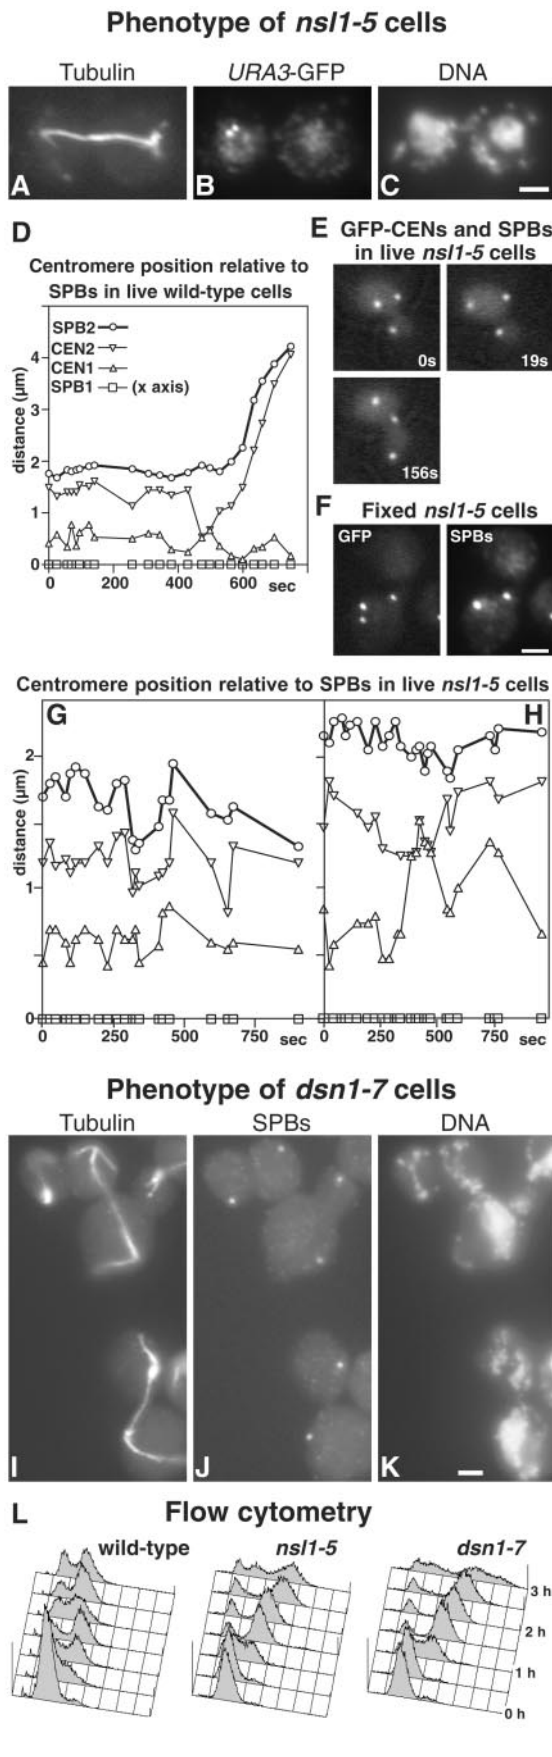 Phenotype of nsl1-5 cells
Tubulin
URA3-GFP
DNA
A
B
C
D
Centromere position relative to
SPBs in live wild-type cells
SPB2
CEN2
CEN1
SPB1 (x axis)
distance (µm)
4
3
2
1
0
0 200 400 600 sec
E
GFP-CENs and SPBs
in live nsl1-5 cells
0s
19s
156s
F
Fixed nsl1-5 cells
GFP
SPBs
Centromere position relative to SPBs in live nsl1-5 cells
G
H
distance (µm)
2
1
0
0 250 500 750 sec
0 250 500 750 sec
Phenotype of dsn1-7 cells
Tubulin
SPBs
DNA
I
J
K
L
Flow cytometry
wild-type
nsl1-5
dsn1-7
3 h
2 h
1 h
0 h